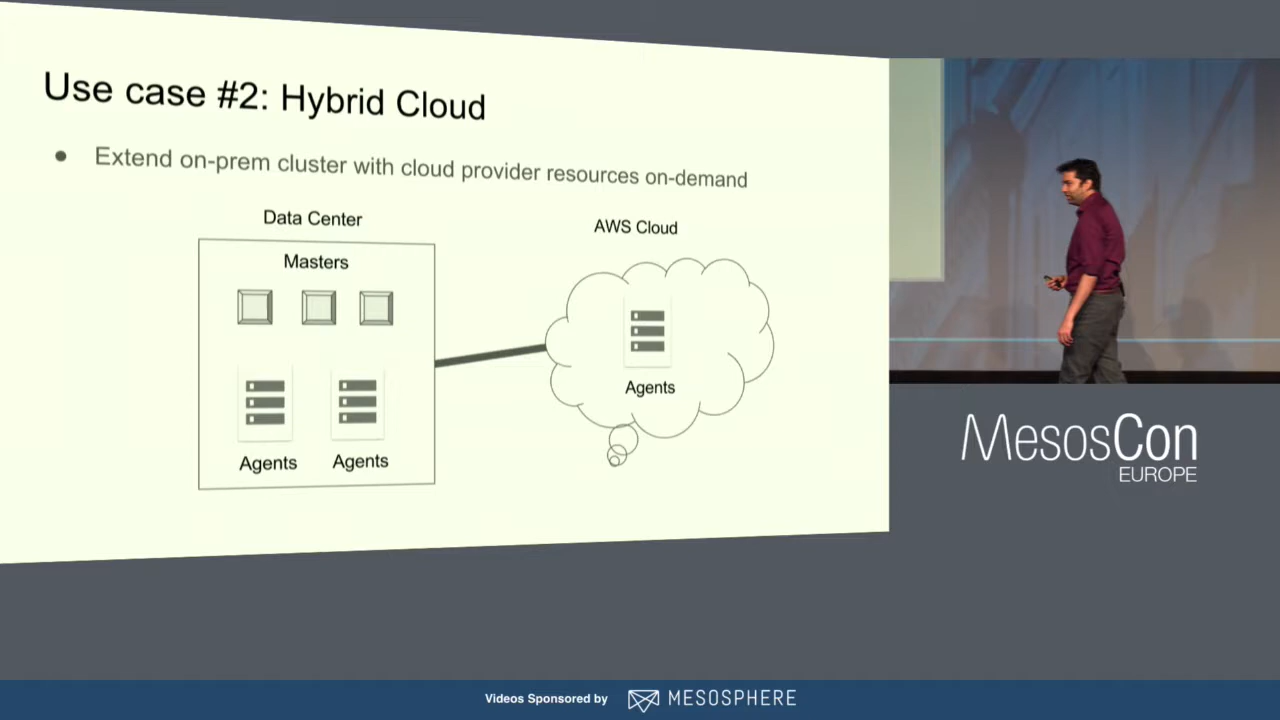 Use case #2: Hybrid Cloud
● Extend on-prem cluster with cloud provider resources on-demand
Data Center
AWS Cloud
Masters
Agents
Agents
Agents
MesosCon
EUROPE
Videos Sponsored by MESOSPHERE